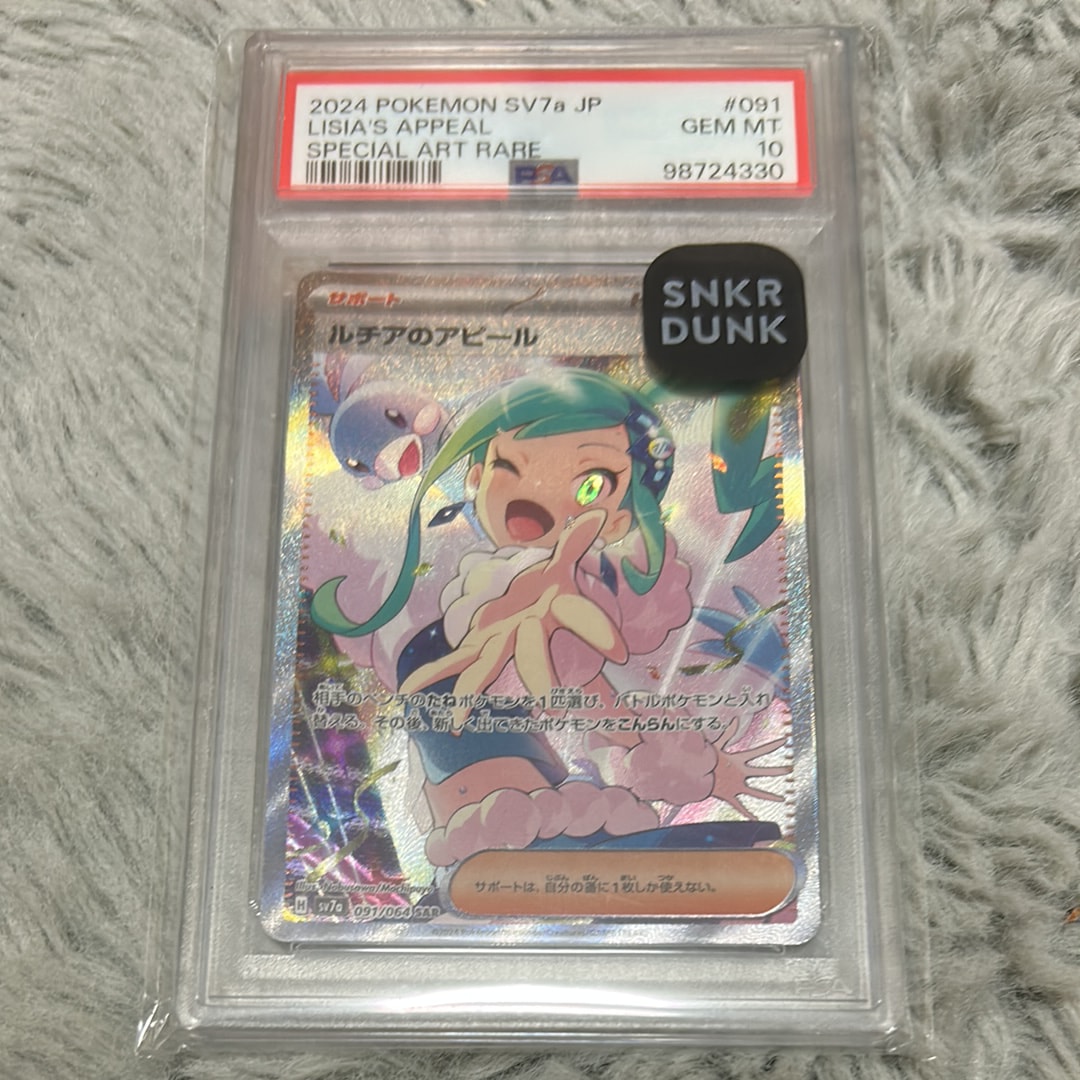 2024 POKEMON SV7a JP #091
LISIA'S APPEAL GEM MT
SPECIAL ART RARE 10
PSA 98724330
SNKR
DUNK
サポート
ルチアのアピール
相手のベンチのたねポケモンを1匹選び、バトルポケモンと入れ
替える。その後、新しく出てきたポケモンをこんらんにする。
サポートは、自分の番に1枚しか使えない。
Illus. Nobusawa/Mochipuyo
H SV7a 091/064 SAR